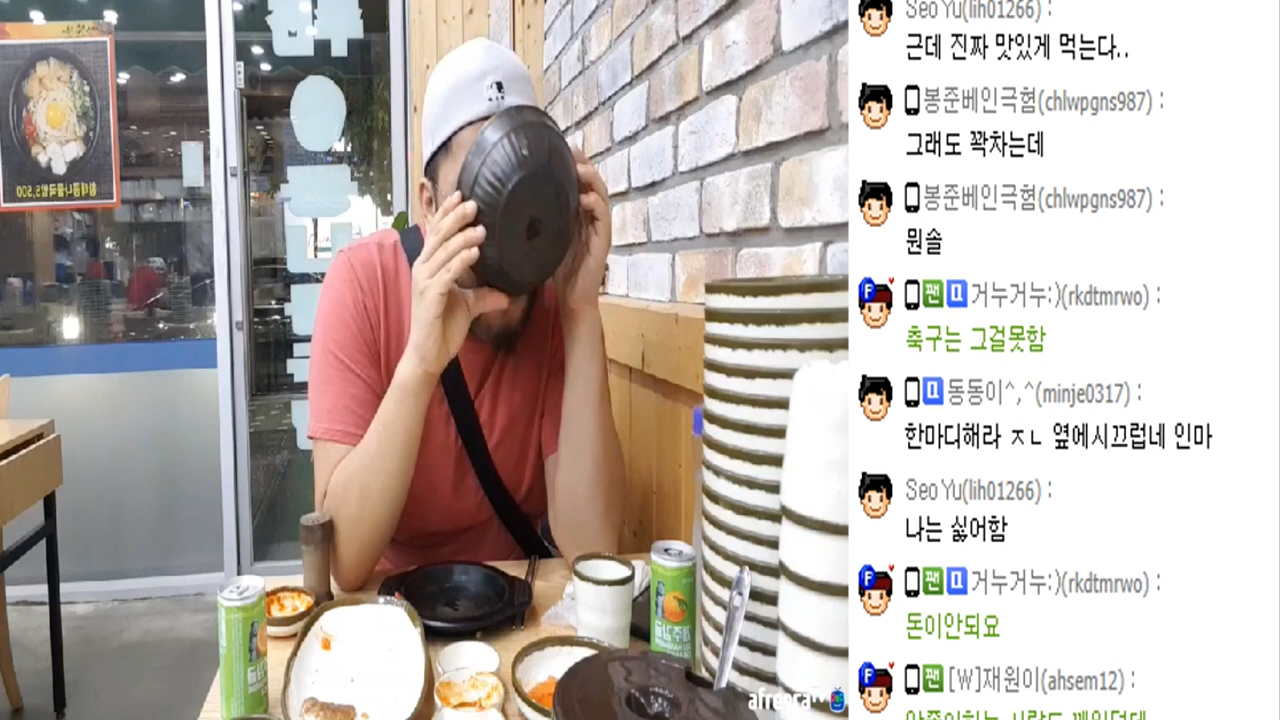 Seo Yu(lih01266) :
근데 진짜 맛있게 먹는다..
봉준베인극혐(chlwpgns987) :
그래도 꽉차는데
봉준베인극혐(chlwpgns987) :
뭔솔
팬 거누거누:)(rkdtmrwo) :
축구는 그걸못함
동동이^,^(minje0317) :
한마디해라 ㅈㄴ 옆에시끄럽네 인마
Seo Yu(lih01266) :
나는 싫어함
팬 거누거누:)(rkdtmrwo) :
돈이안되요
팬 [W]재원이(ahsem12) :
afreecaTV